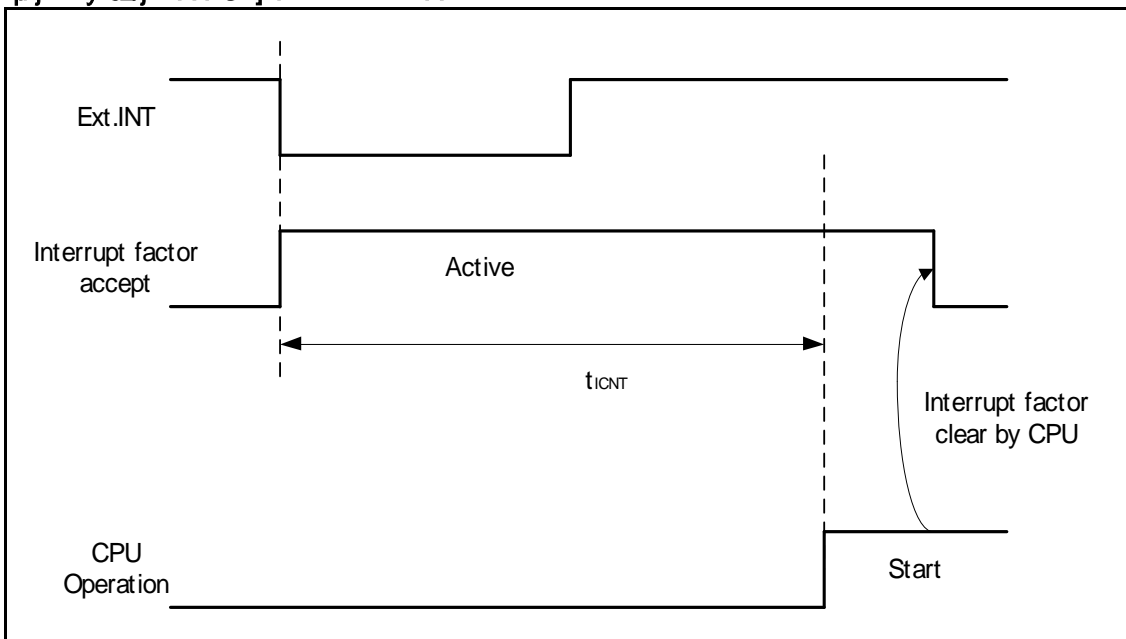 Ext.INT
Interrupt factor
accept
Active
tICNT
Interrupt factor
clear by CPU
CPU
Operation
Start